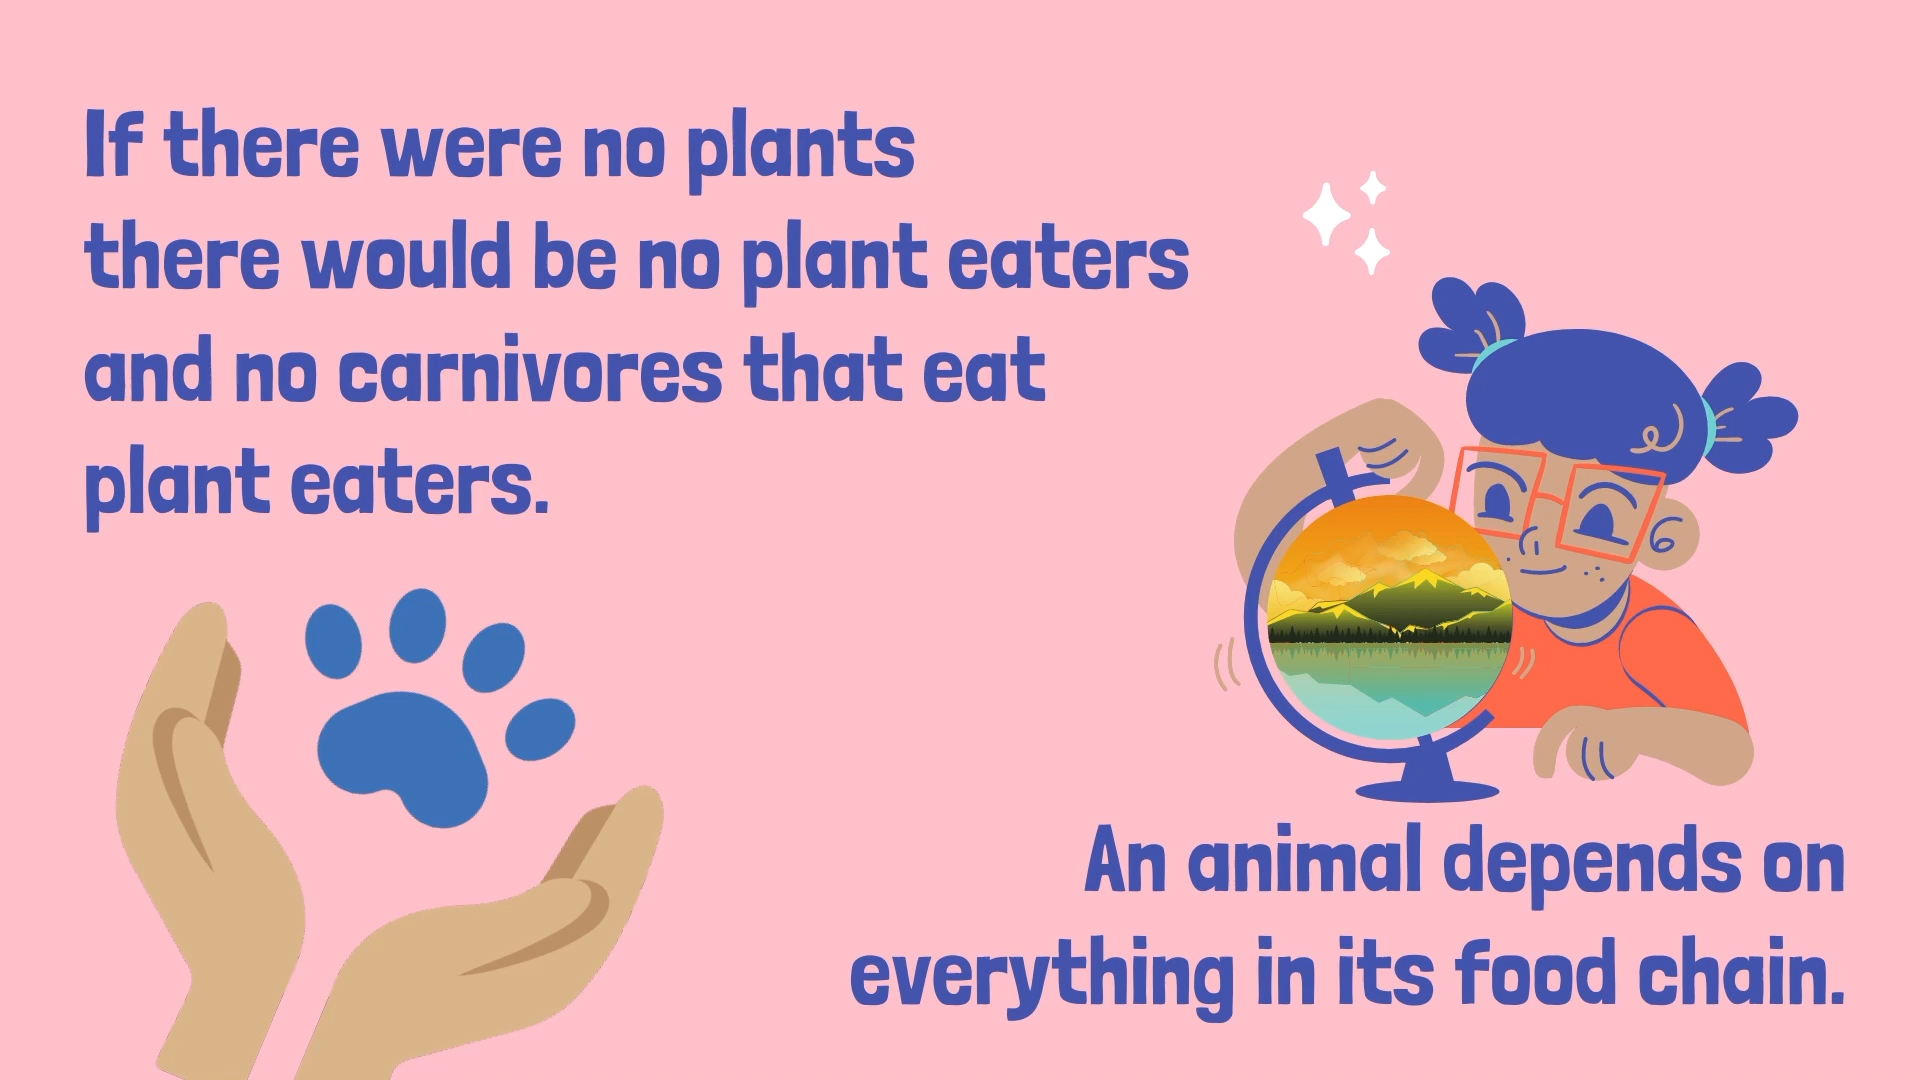 If there were no plants
there would be no plant eaters
and no carnivores that eat
plant eaters.
An animal depends on
everything in its food chain.